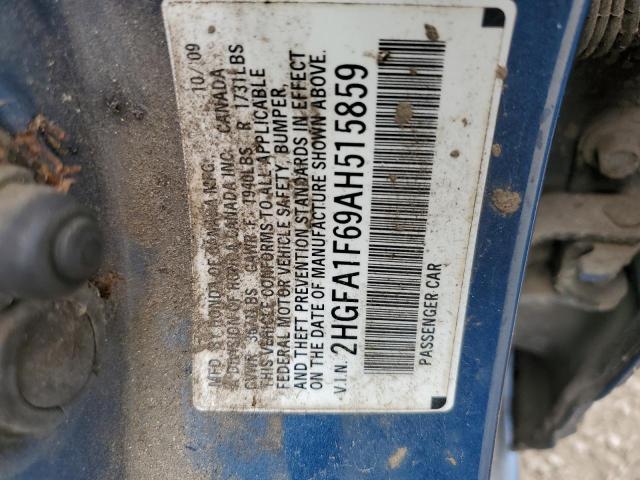 MFD. BY HONDA OF CANADA MFG. 10/09
A DIVISION OF HONDA CANADA INC. CANADA
GVWR 3638LBS GAWR F 1940LBS R 1731LBS
THIS VEHICLE CONFORMS TO ALL APPLICABLE
FEDERAL MOTOR VEHICLE SAFETY, BUMPER,
AND THEFT PREVENTION STANDARDS IN EFFECT
ON THE DATE OF MANUFACTURE SHOWN ABOVE.
V.I.N. 2HGFA1F69AH515859
PASSENGER CAR